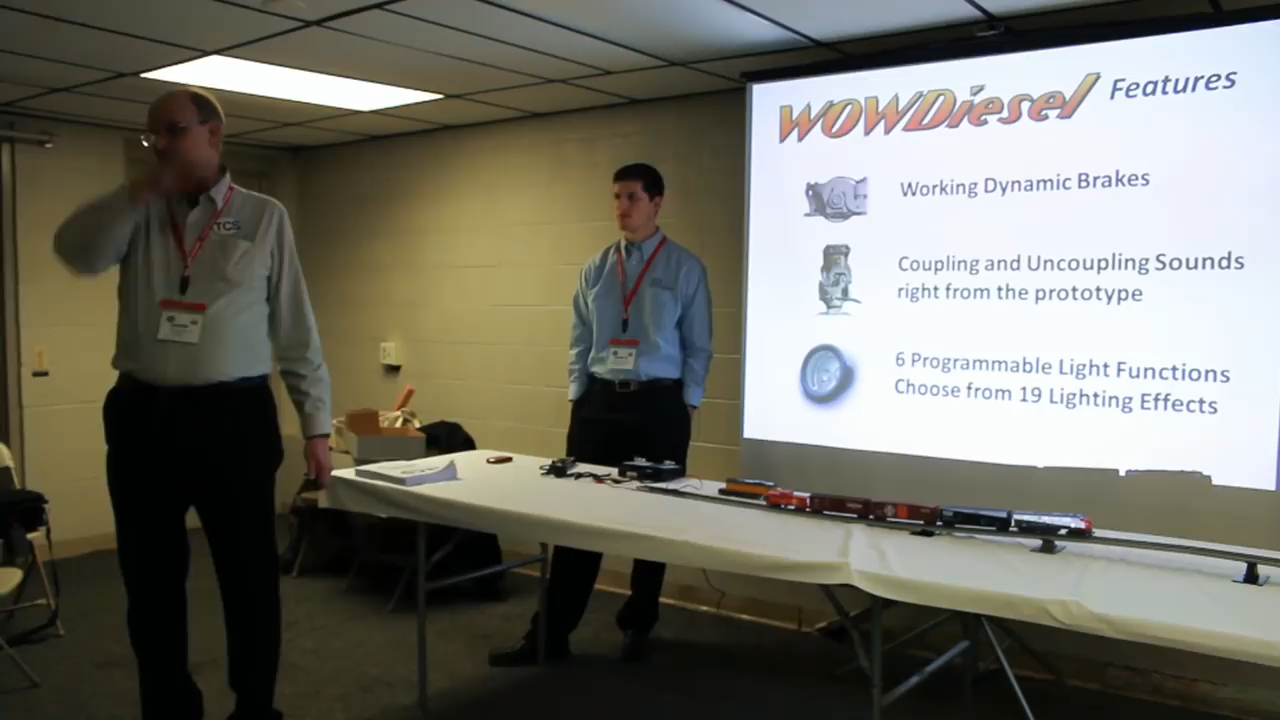 WOWDiesel Features
Working Dynamic Brakes
Coupling and Uncoupling Sounds
right from the prototype
6 Programmable Light Functions
Choose from 19 Lighting Effects
TCS